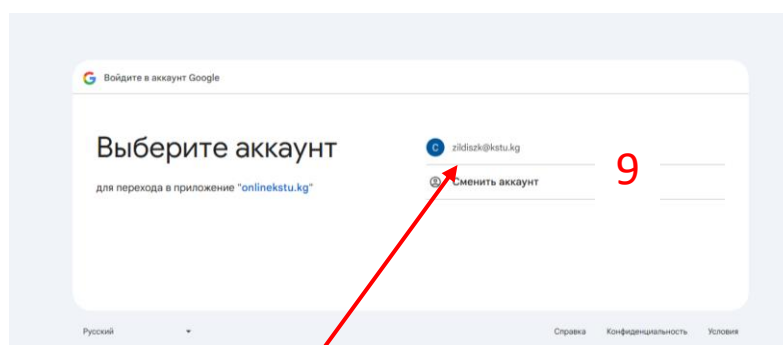 Войдите в аккаунт Google
Выберите аккаунт
для перехода в приложение "onlinekstu.kg"
C zildiszk@kstu.kg
Сменить аккаунт
9
Русский
Справка Конфиденциальность Условия